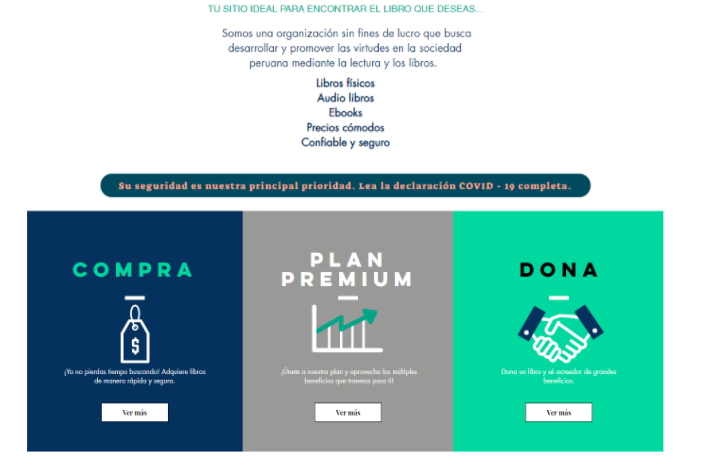 TU SITIO IDEAL PARA ENCONTRAR EL LIBRO QUE DESEAS...
Somos una organización sin fines de lucro que busca
desarrollar y promover las virtudes en la sociedad
peruana mediante la lectura y los libros.
Libros físicos
Audio libros
Ebooks
Precios cómodos
Confiable y seguro
Su seguridad es nuestra principal prioridad. Lea la declaración COVID - 19 completa.
COMPRA
$
¡Ya no pierdas tiempo buscando! Adquiere libros
de manera rápida y segura.
Ver más
PLAN
PREMIUM
¡Únete a nuestro plan y aprovecha los múltiples
beneficios que traemos para ti!
Ver más
DONA
Dona un libro y sé acreedor de grandes
beneficios.
Ver más